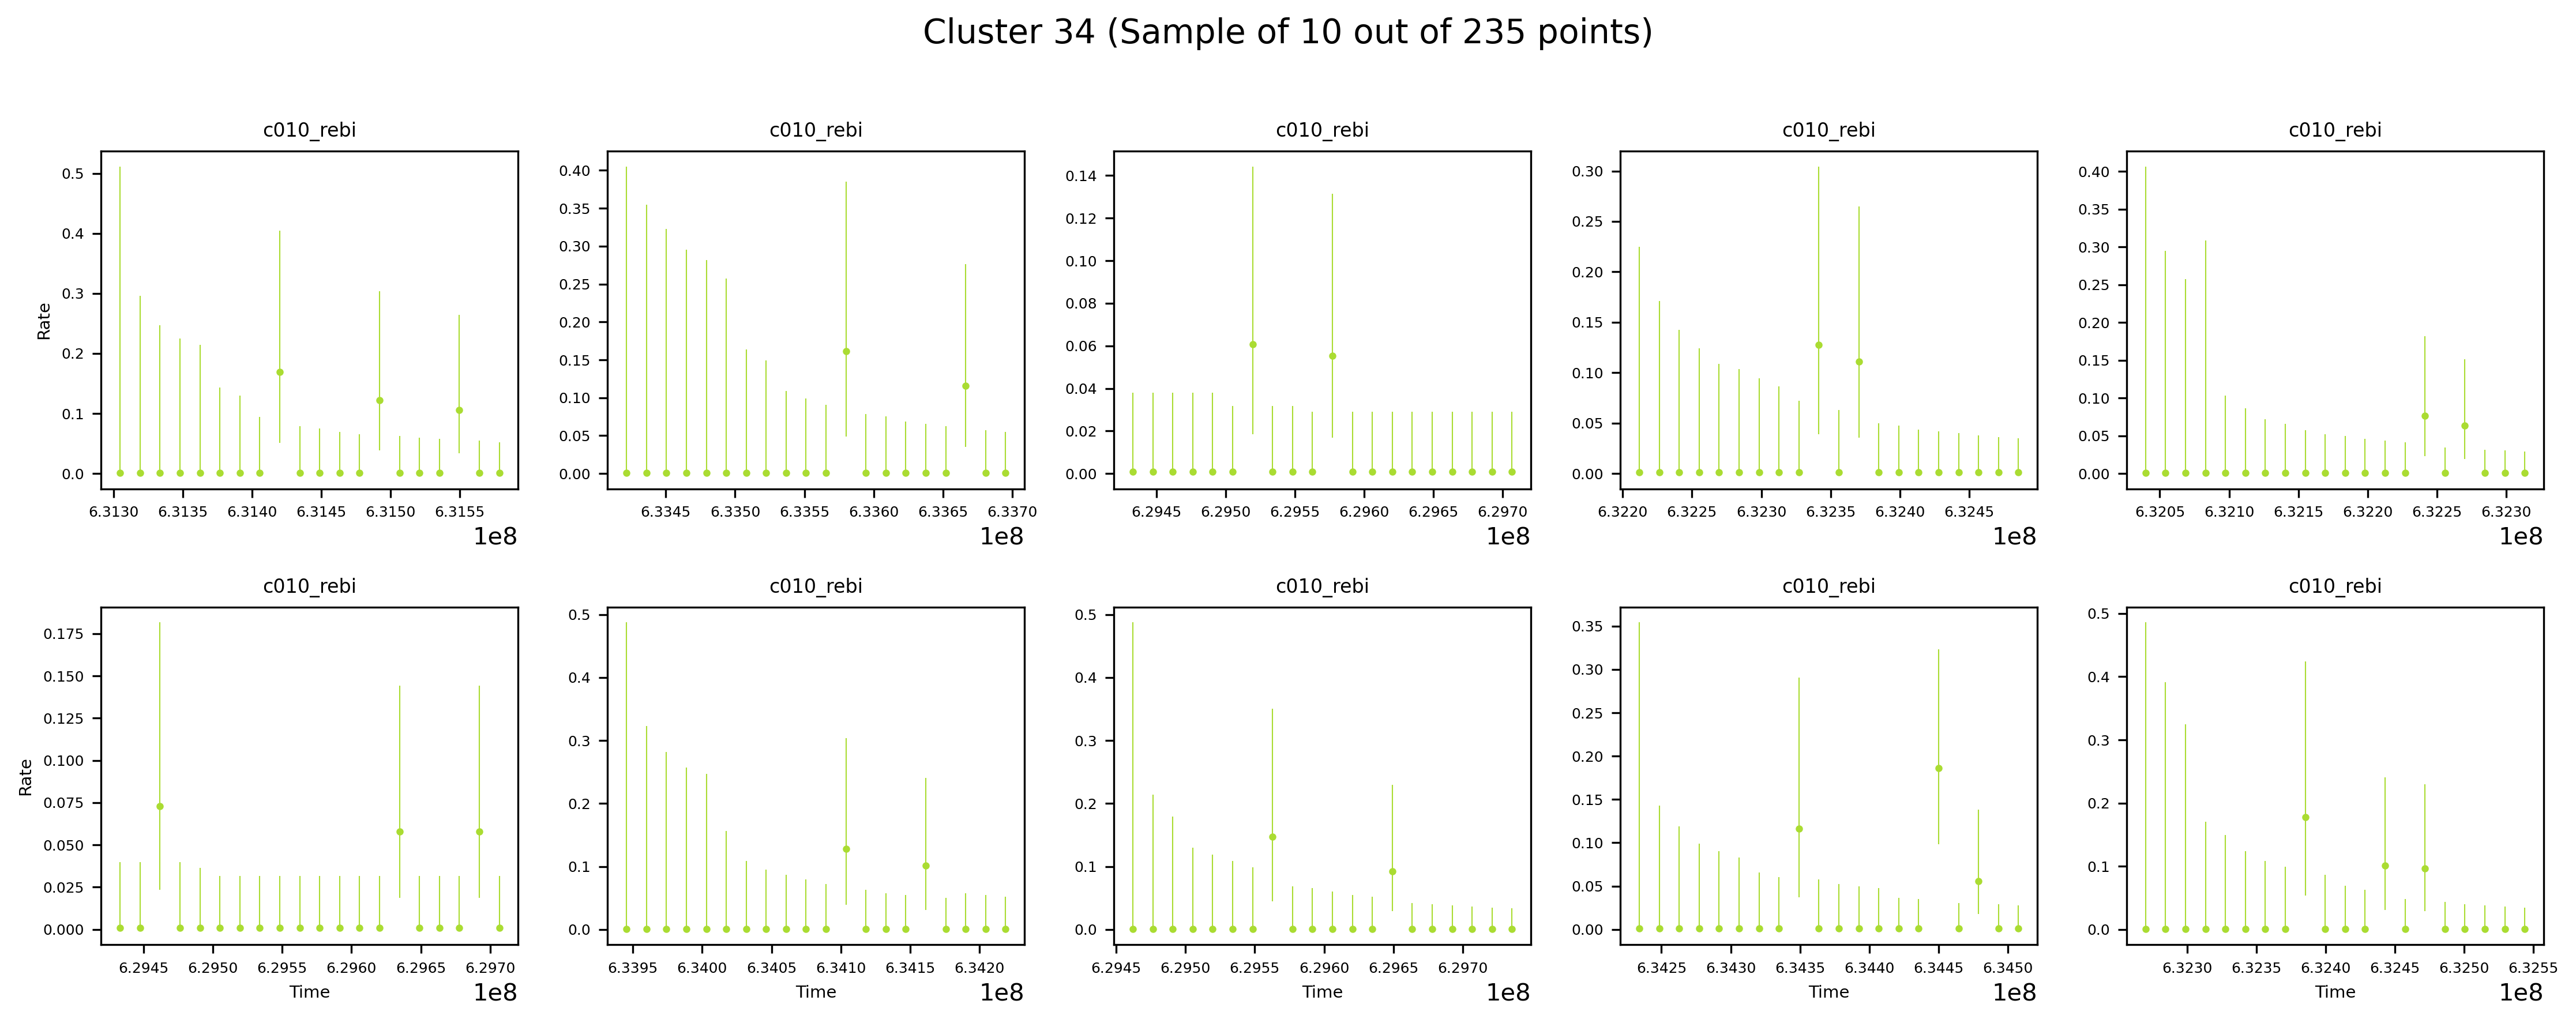 Cluster 34 (Sample of 10 out of 235 points)
c010_rebi c010_rebi c010_rebi c010_rebi c010_rebi
Rate
0.5 0.4 0.3 0.2 0.1 0.0
6.3130 6.3135 6.3140 6.3145 6.3150 6.3155
1e8
0.40 0.35 0.30 0.25 0.20 0.15 0.10 0.05 0.00
6.3345 6.3350 6.3355 6.3360 6.3365 6.3370
1e8
0.14 0.12 0.10 0.08 0.06 0.04 0.02 0.00
6.2945 6.2950 6.2955 6.2960 6.2965 6.2970
1e8
0.30 0.25 0.20 0.15 0.10 0.05 0.00
6.3220 6.3225 6.3230 6.3235 6.3240 6.3245
1e8
0.40 0.35 0.30 0.25 0.20 0.15 0.10 0.05 0.00
6.3205 6.3210 6.3215 6.3220 6.3225 6.3230
1e8
c010_rebi c010_rebi c010_rebi c010_rebi c010_rebi
Rate
0.175 0.150 0.125 0.100 0.075 0.050 0.025 0.000
6.2945 6.2950 6.2955 6.2960 6.2965 6.2970
Time
1e8
0.5 0.4 0.3 0.2 0.1 0.0
6.3395 6.3400 6.3405 6.3410 6.3415 6.3420
Time
1e8
0.5 0.4 0.3 0.2 0.1 0.0
6.2945 6.2950 6.2955 6.2960 6.2965 6.2970
Time
1e8
0.35 0.30 0.25 0.20 0.15 0.10 0.05 0.00
6.3425 6.3430 6.3435 6.3440 6.3445 6.3450
Time
1e8
0.5 0.4 0.3 0.2 0.1 0.0
6.3230 6.3235 6.3240 6.3245 6.3250 6.3255
Time
1e8